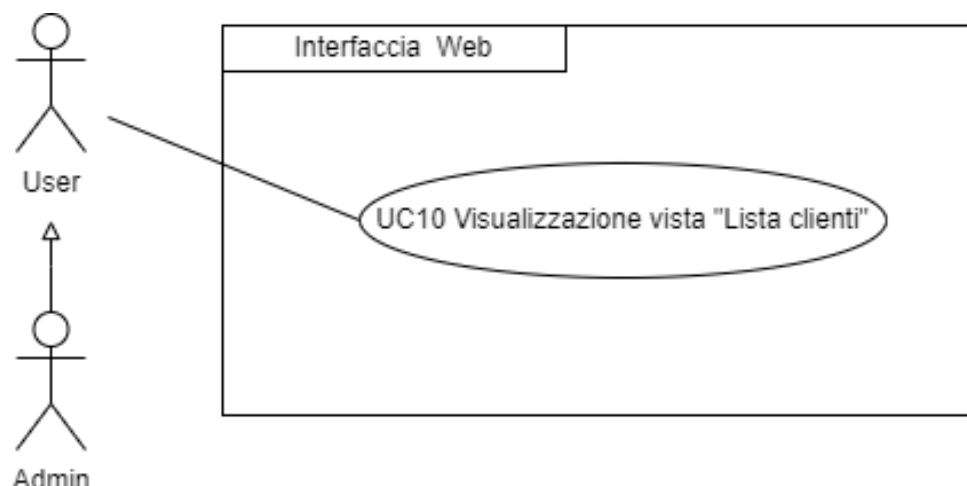 Interfaccia Web
User
UC10 Visualizzazione vista "Lista clienti"
Admin